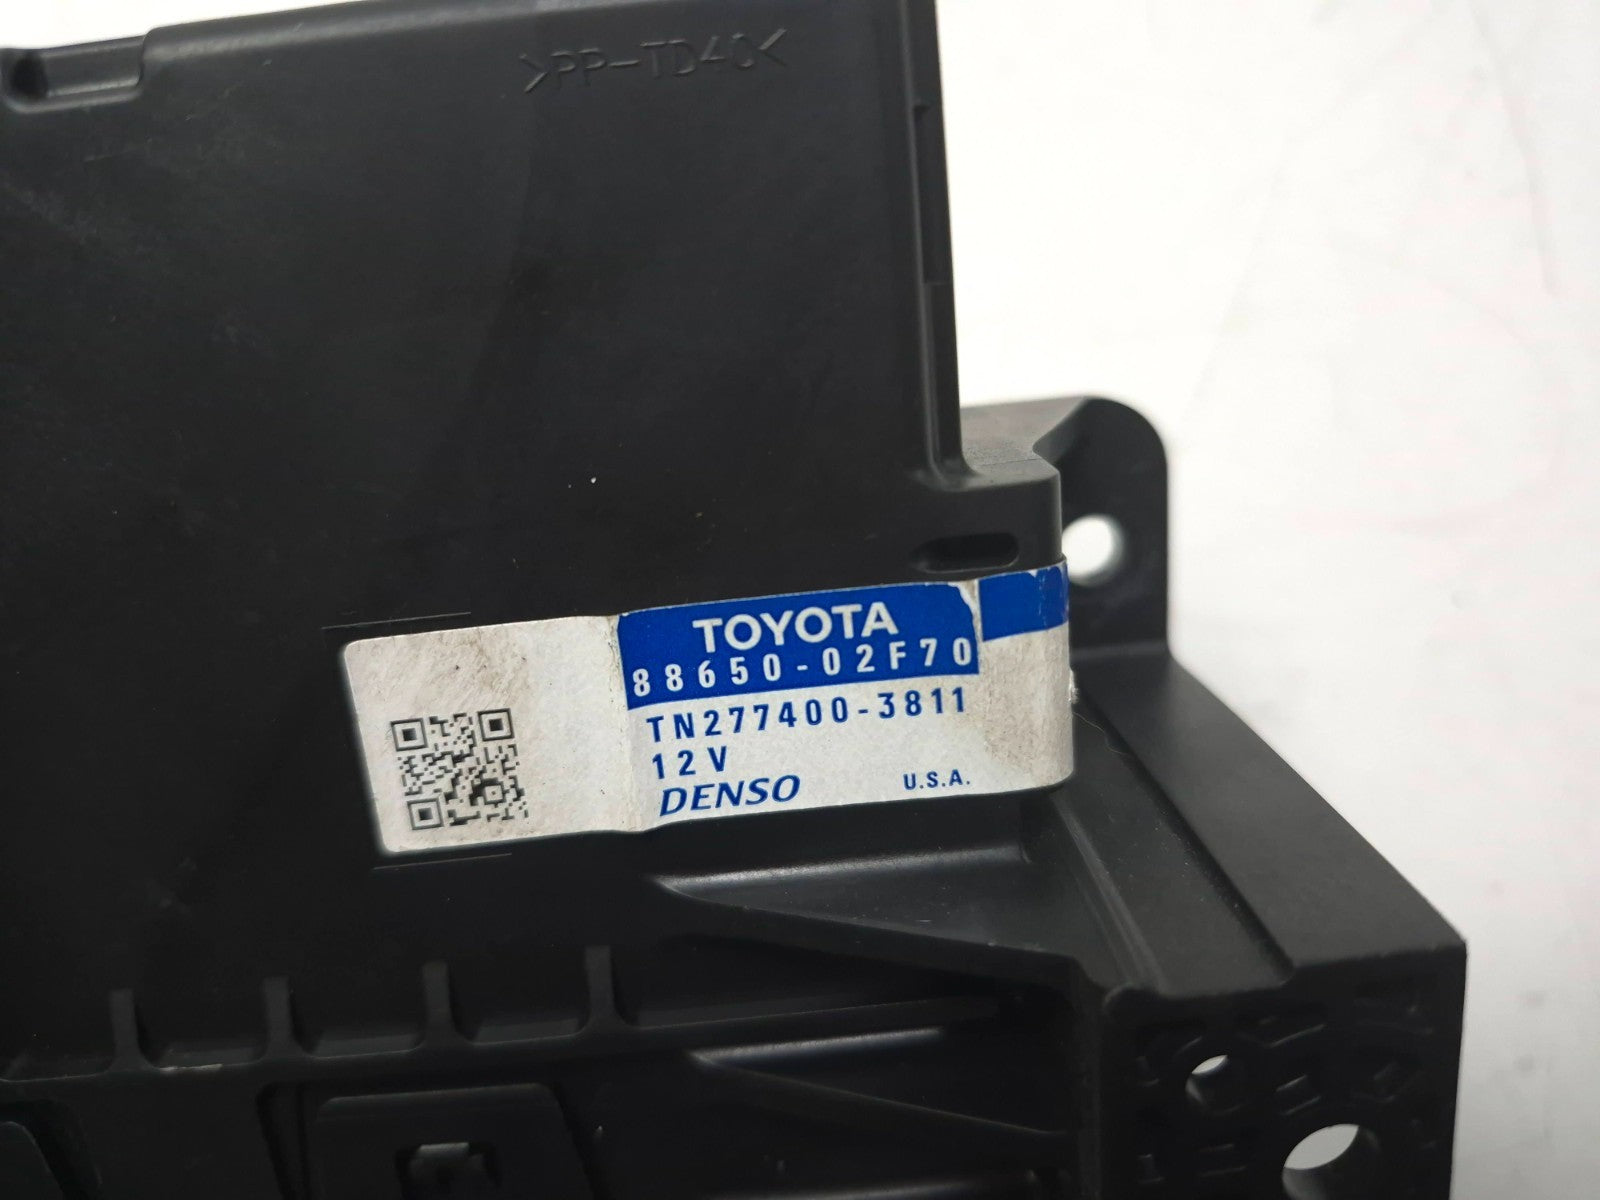 >PP-TD40<
TOYOTA
88650-02F70
TN277400-3811
12V
DENSO U.S.A.